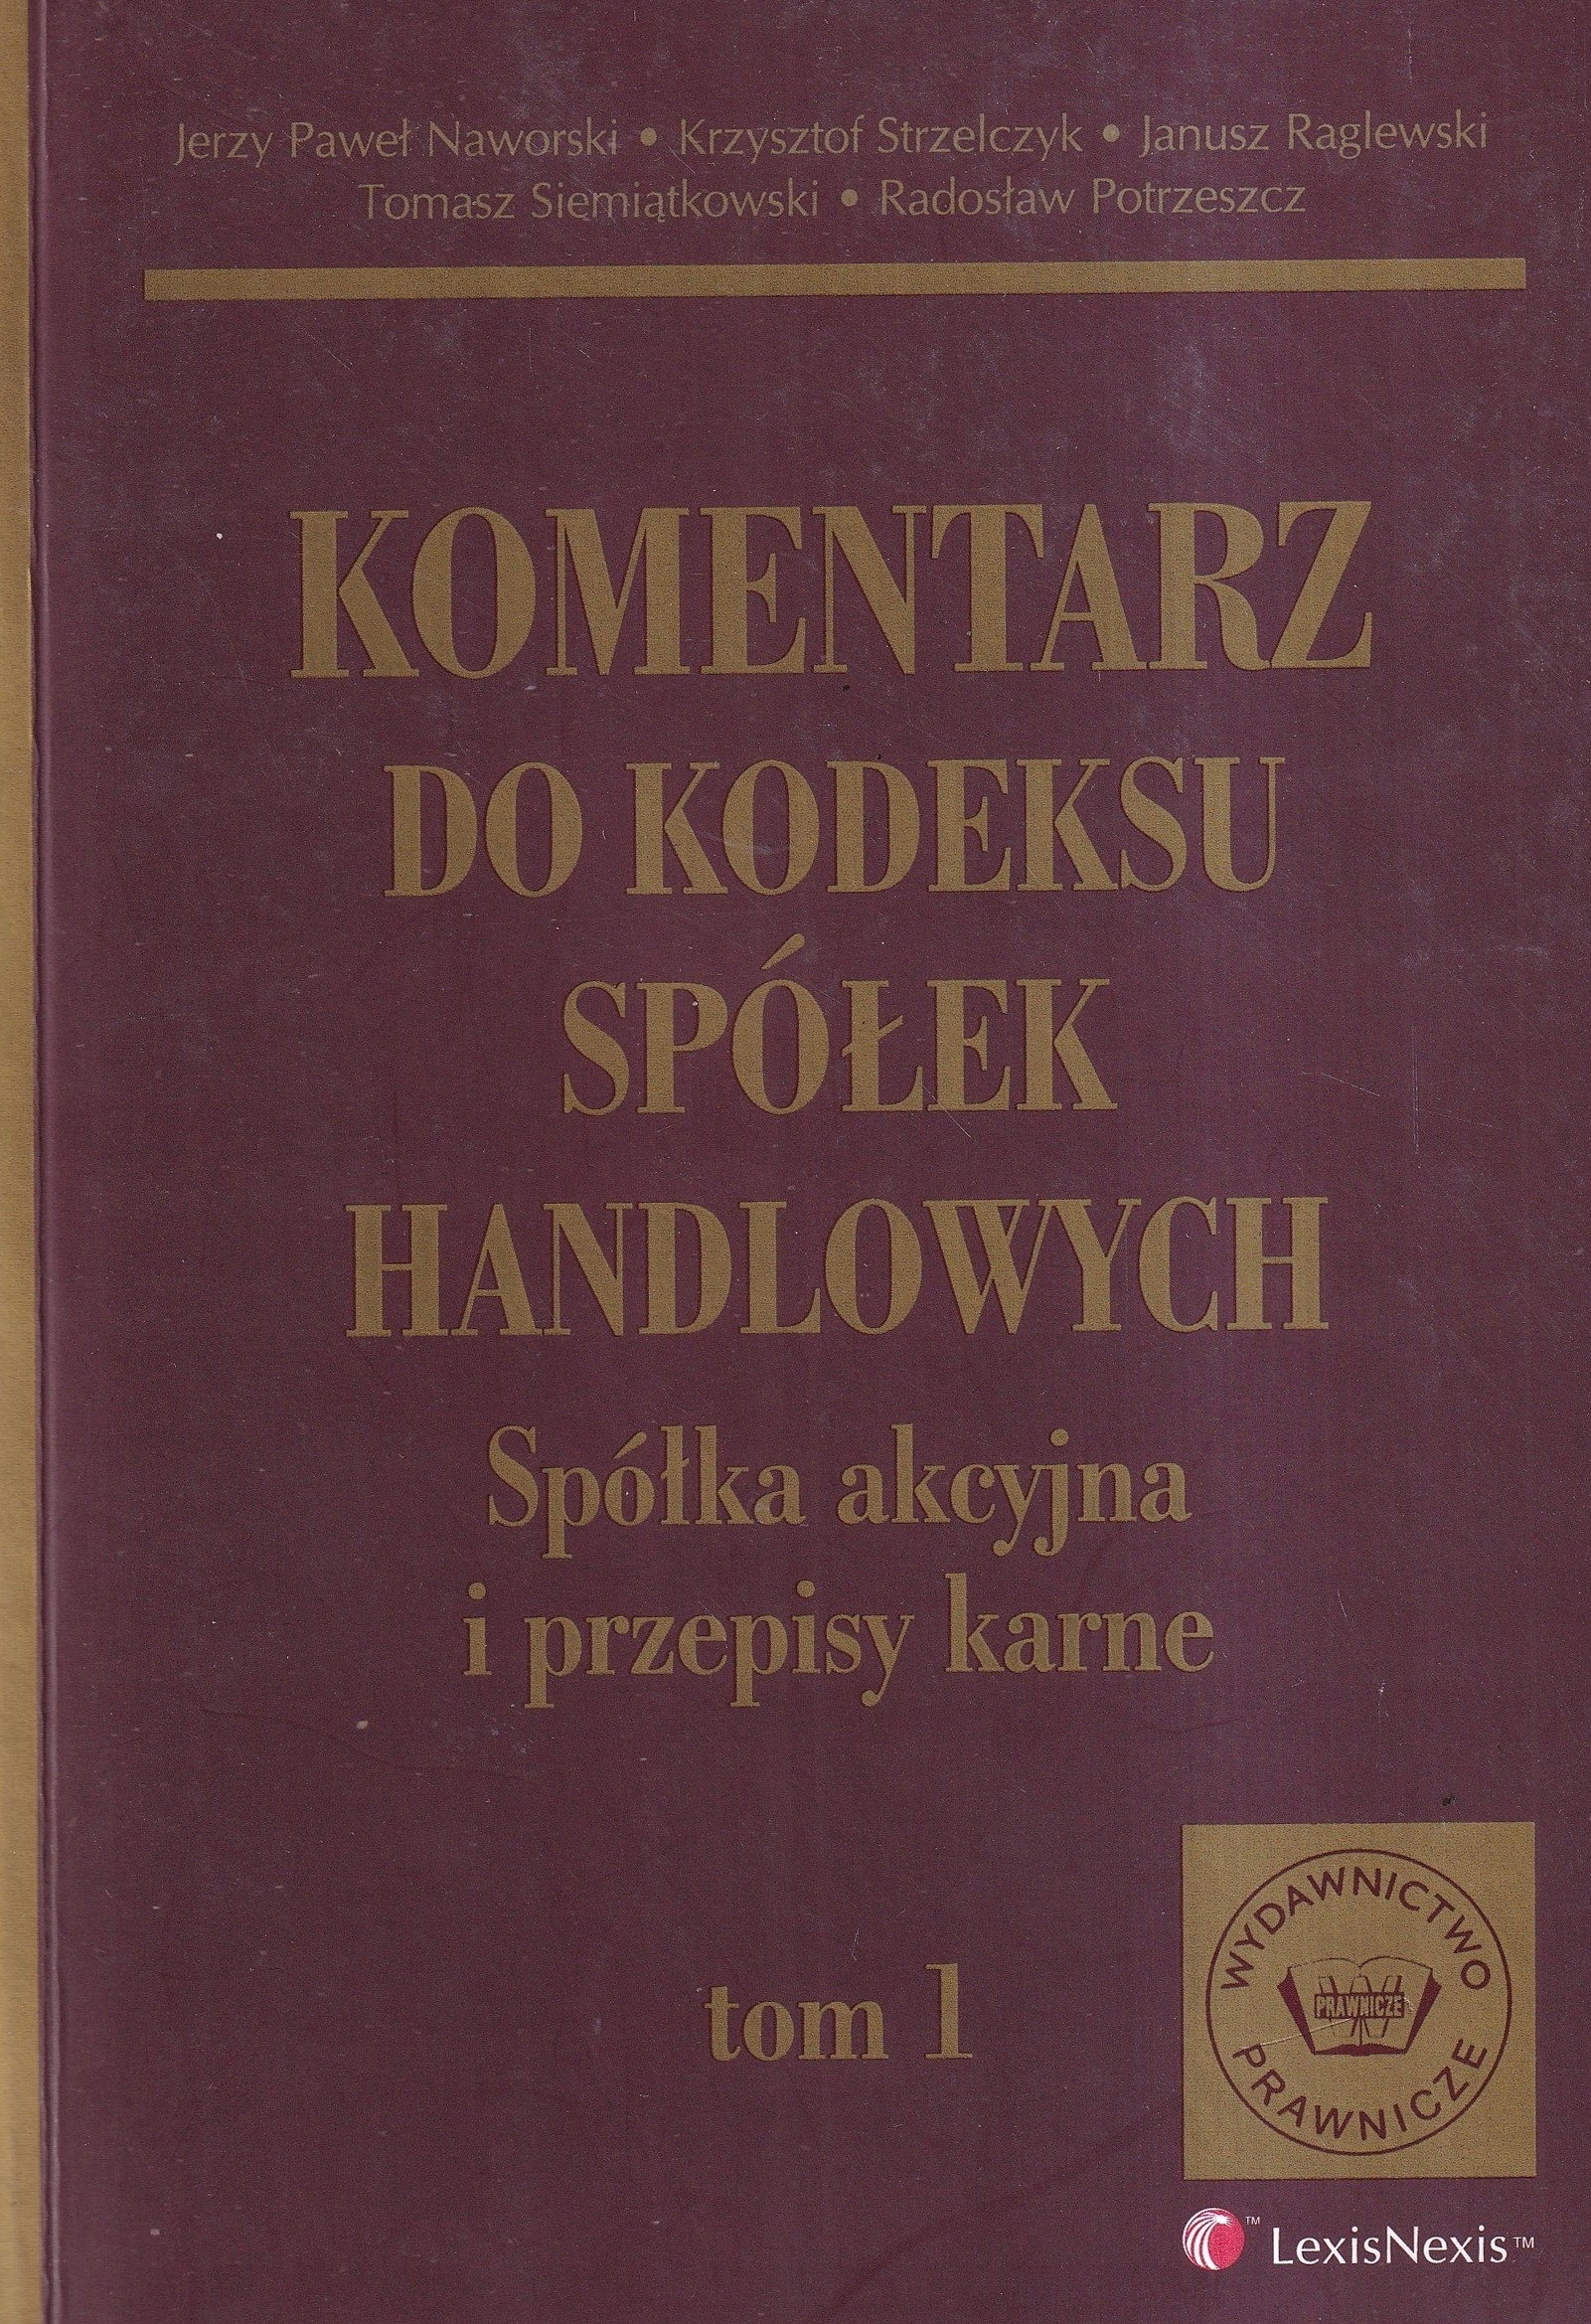 Jerzy Paweł Naworski • Krzysztof Strzelczyk • Janusz Raglewski
Tomasz Siemiątkowski • Radosław Potrzeszcz
KOMENTARZ
DO KODEKSU
SPÓŁEK
HANDLOWYCH
Spółka akcyjna
i przepisy karne
tom 1
WYDAWNICTWO
PRAWNICZE
PRAWNICZE
™ LexisNexis™